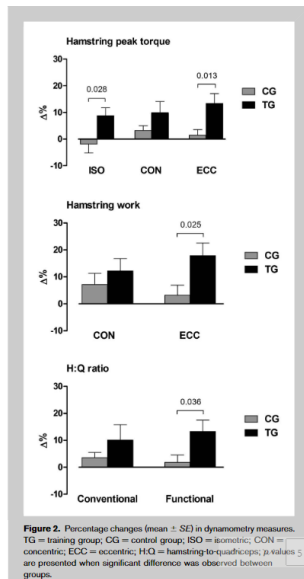 Hamstring peak torque
30
20
10
0
-10
Δ%
0.028
0.013
CG
TG
ISO CON ECC
Hamstring work
30
20
10
0
-10
Δ%
0.025
CG
TG
CON ECC
H:Q ratio
30
20
10
0
-10
Δ%
0.036
CG
TG
Conventional Functional
Figure 2. Percentage changes (mean ± SE) in dynamometry measures.
TG = training group; CG = control group; ISO = isometric; CON =
concentric; ECC = eccentric; H:Q = hamstring-to-quadriceps; p values
are presented when significant difference was observed between
groups.
5